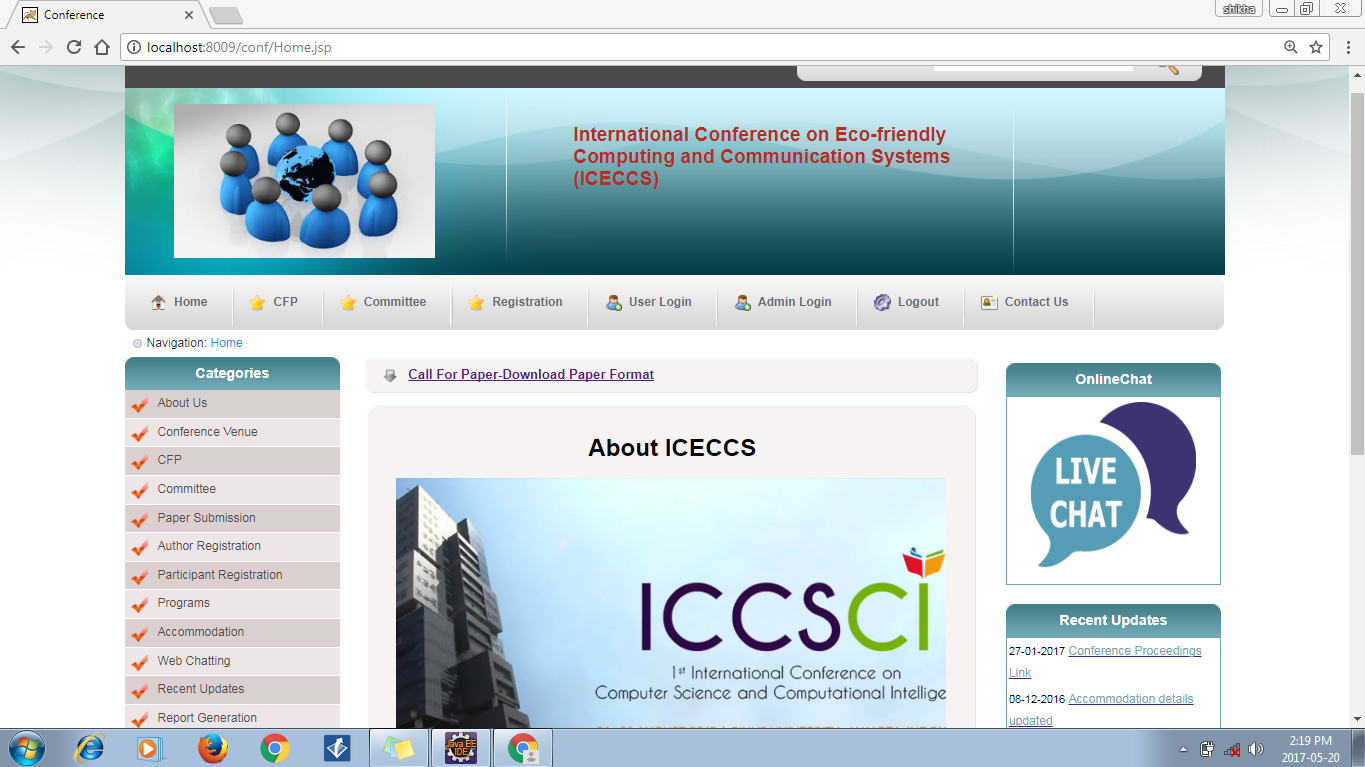 Conference
shikha
localhost:8009/conf/Home.jsp
International Conference on Eco-friendly
Computing and Communication Systems
(ICECCS)
Home
CFP
Committee
Registration
User Login
Admin Login
Logout
Contact Us
Navigation: Home
Categories
About Us
Conference Venue
CFP
Committee
Paper Submission
Author Registration
Participant Registration
Programs
Accommodation
Web Chatting
Recent Updates
Report Generation
Call For Paper-Download Paper Format
About ICECCS
ICCSCI
1st International Conference on
Computer Science and Computational Intellige
OnlineChat
LIVE
CHAT
Recent Updates
27-01-2017 Conference Proceedings
Link
08-12-2016 Accommodation details
updated
Java EE
IDE
2:19 PM
2017-05-20